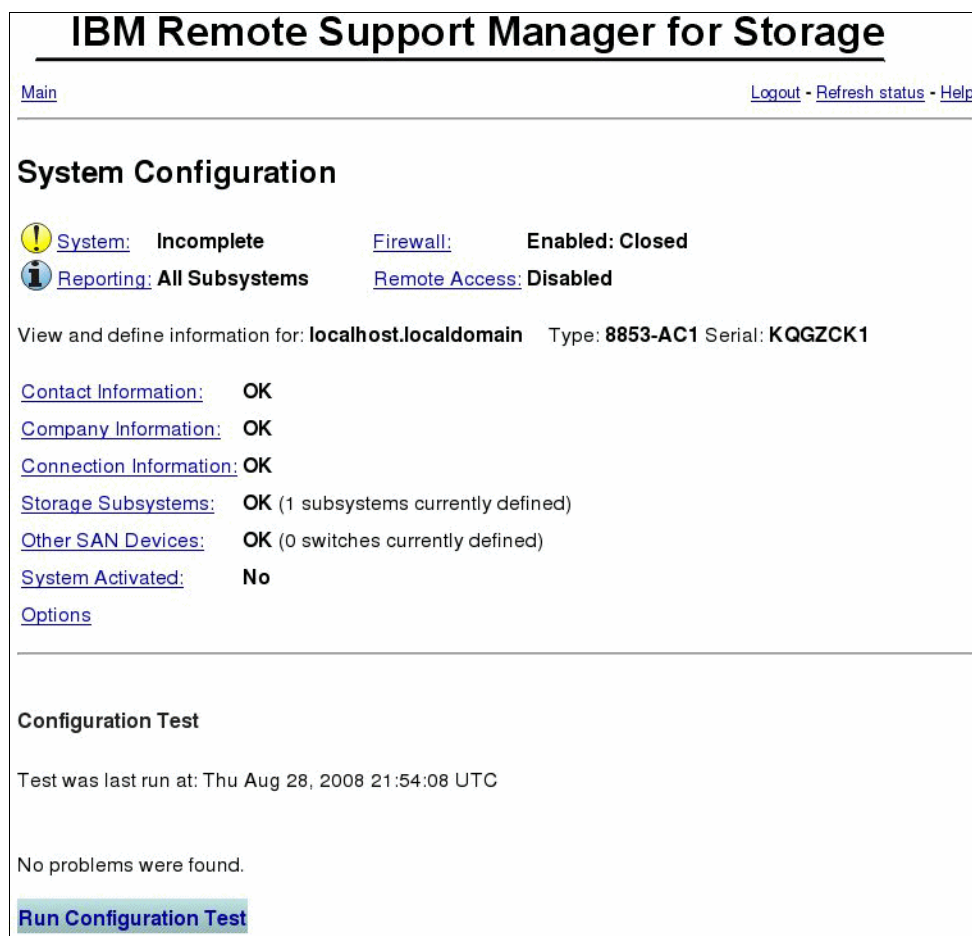 IBM Remote Support Manager for Storage
Main Logout - Refresh status - Help
System Configuration
System: Incomplete Firewall: Enabled: Closed
Reporting: All Subsystems Remote Access: Disabled
View and define information for: localhost.localdomain Type: 8853-AC1 Serial: KQGZCK1
Contact Information: OK
Company Information: OK
Connection Information: OK
Storage Subsystems: OK (1 subsystems currently defined)
Other SAN Devices: OK (0 switches currently defined)
System Activated: No
Options
Configuration Test
Test was last run at: Thu Aug 28, 2008 21:54:08 UTC
No problems were found.
Run Configuration Test